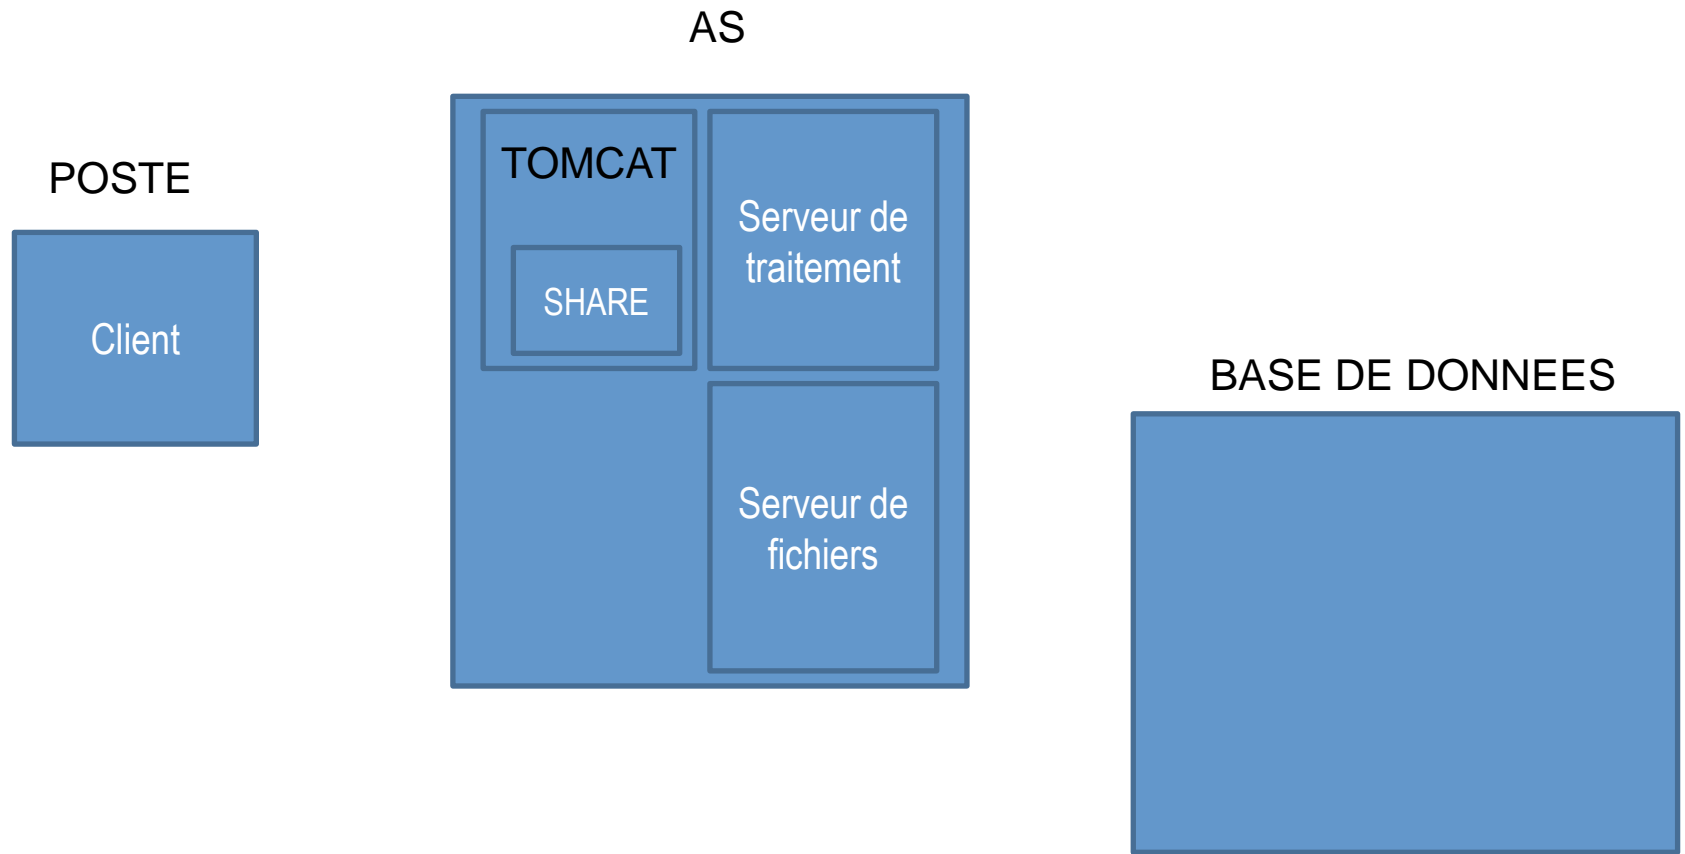 AS
POSTE
Client
TOMCAT
SHARE
Serveur de
traitement
Serveur de
fichiers
BASE DE DONNEES